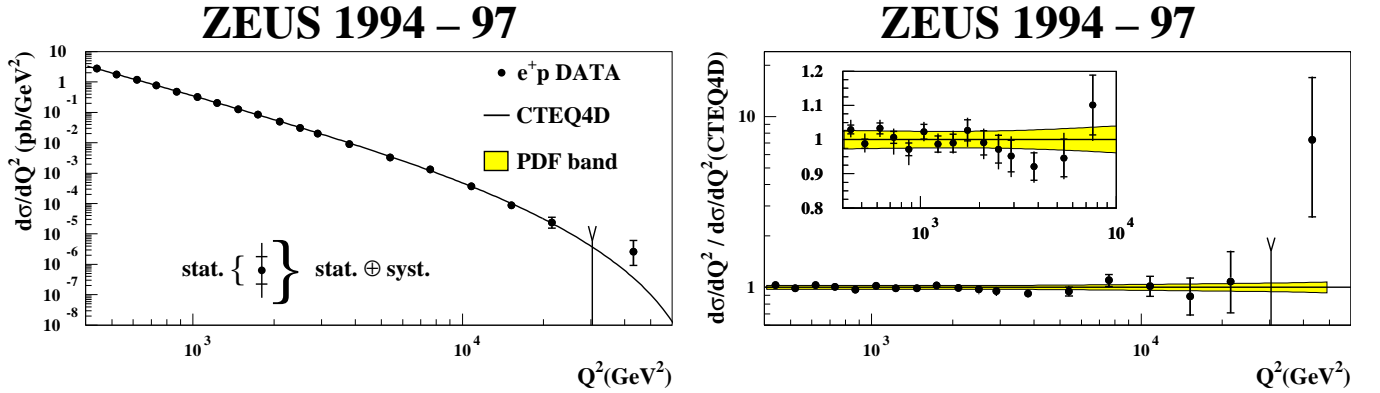 ZEUS 1994 – 97
dσ/dQ² (pb/GeV²)
10
1
10⁻¹
10⁻²
10⁻³
10⁻⁴
10⁻⁵
10⁻⁶
10⁻⁷
10⁻⁸
e⁺p DATA
CTEQ4D
PDF band
stat. { } stat. ⊕ syst.
10³ 10⁴
Q²(GeV²)
ZEUS 1994 – 97
dσ/dQ² / dσ/dQ²(CTEQ4D)
10
1
1.2
1.1
1
0.9
0.8
10³ 10⁴
10³ 10⁴
Q²(GeV²)